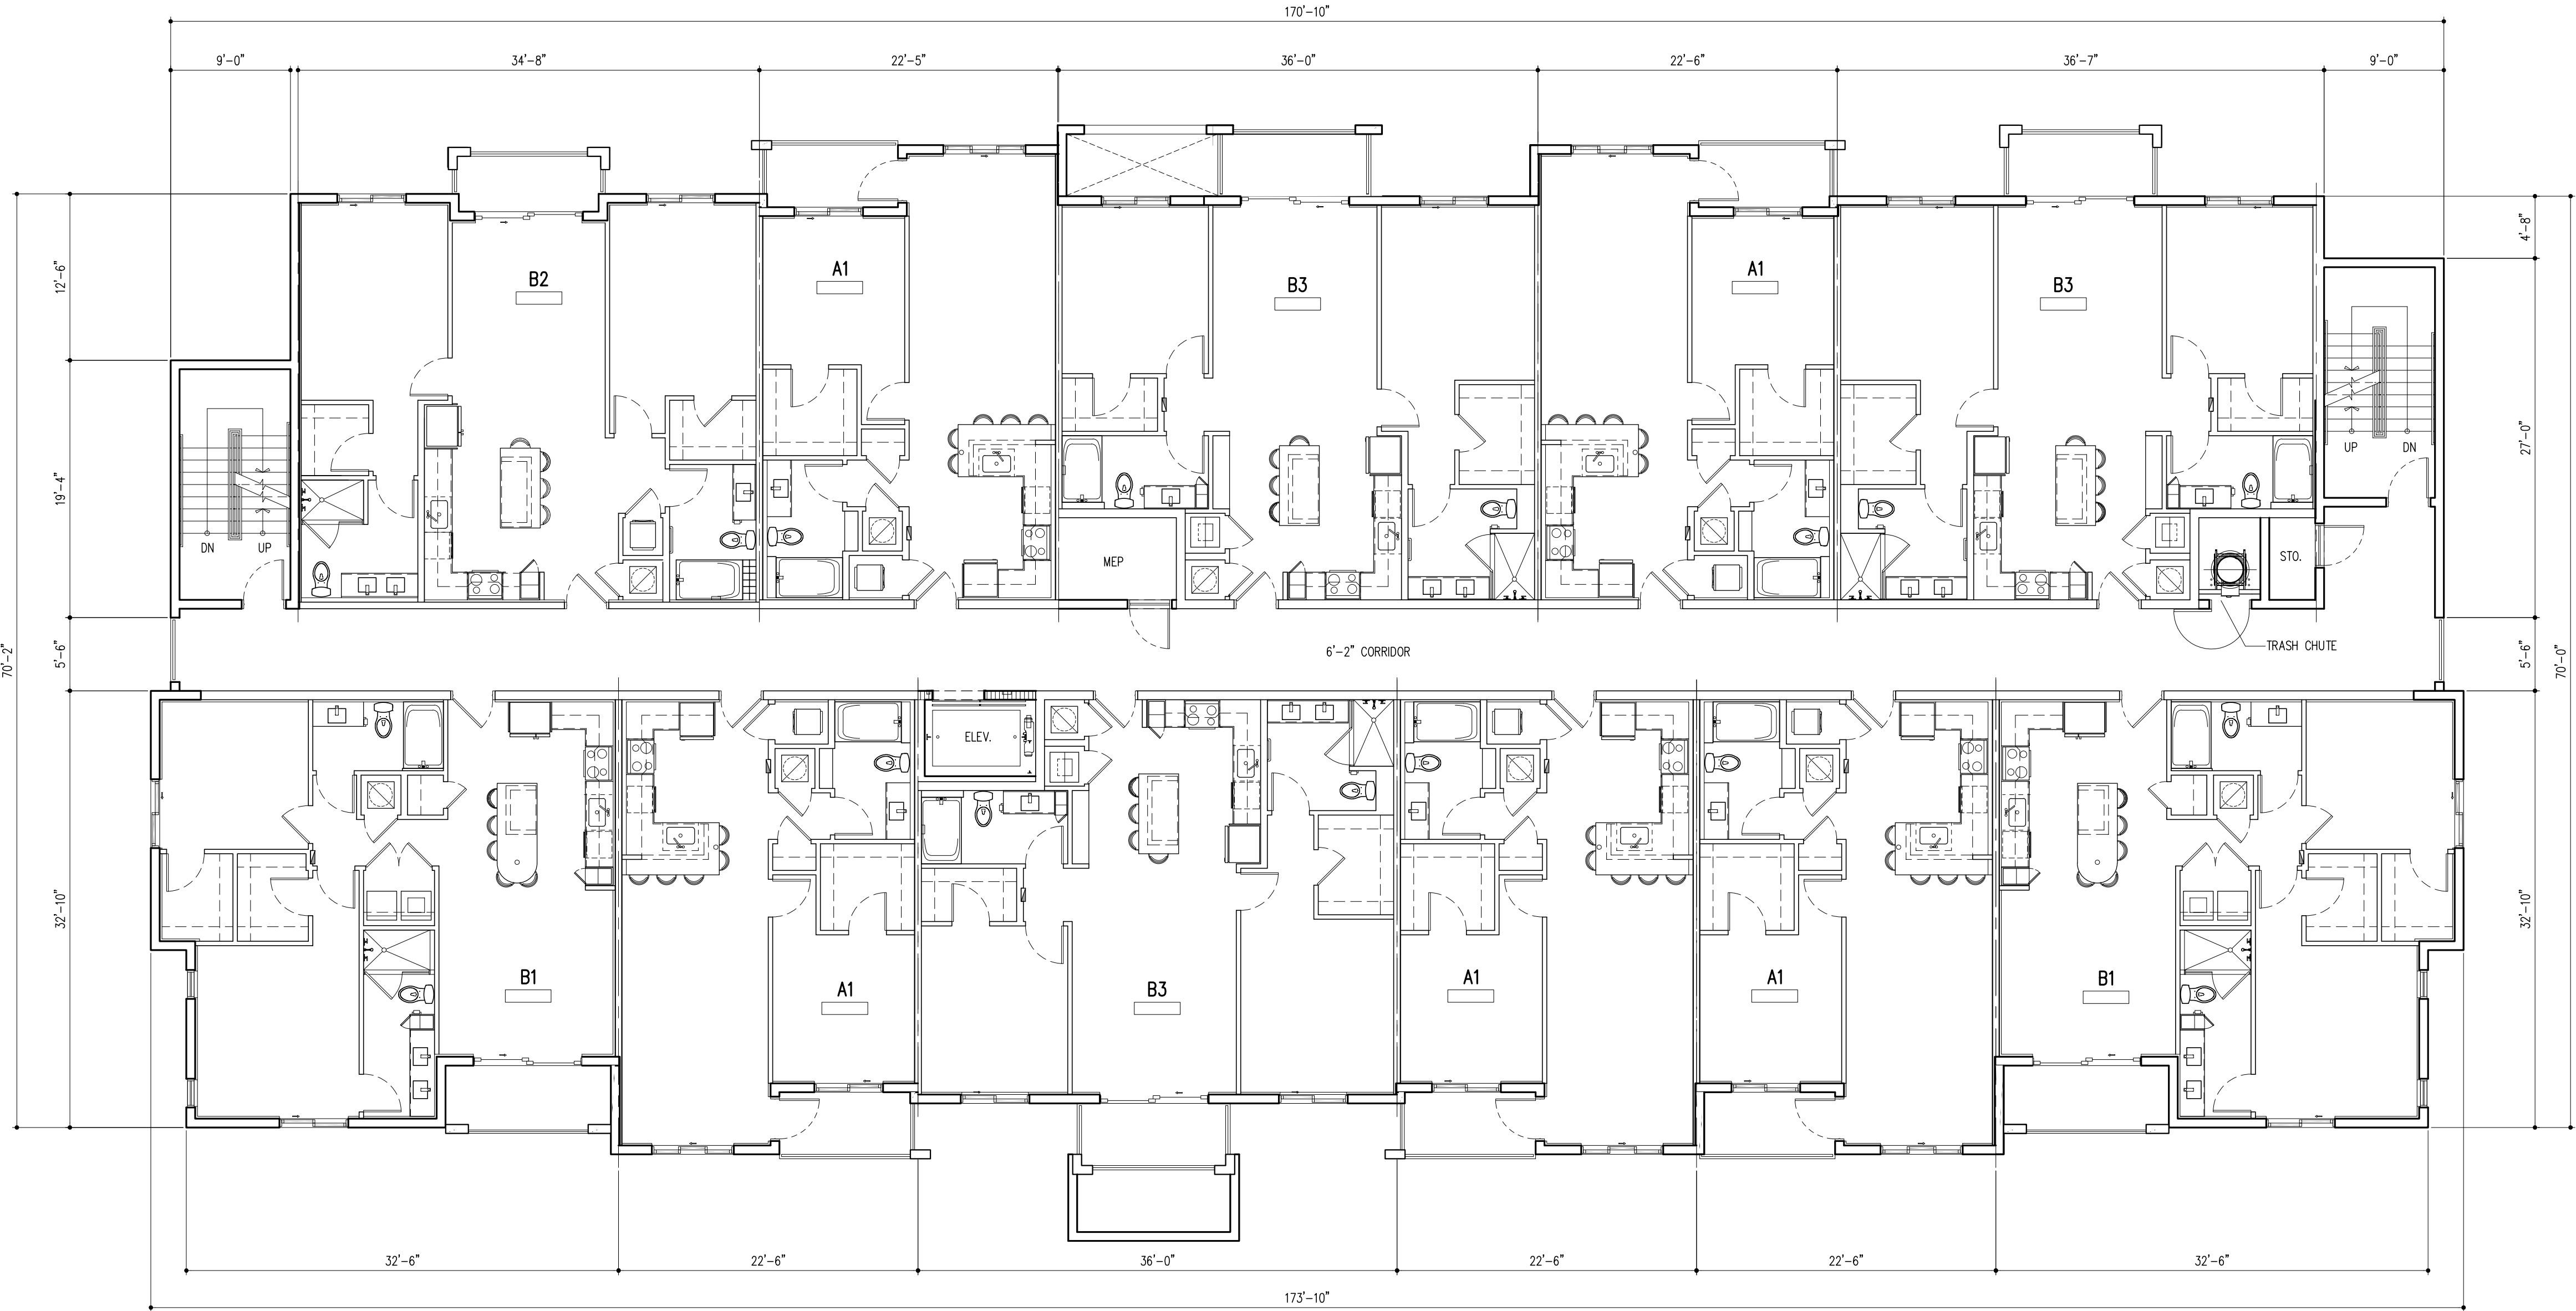 170'-10"
9'-0"
34'-8"
22'-5"
36'-0"
22'-6"
36'-7"
9'-0"
4'-8"
12'-6"
B2
A1
B3
A1
B3
UP
DN
27'-0"
19'-4"
DN
UP
MEP
STO.
5'-6"
70'-2"
6'-2" CORRIDOR
TRASH CHUTE
5'-6"
70'-0"
ELEV.
32'-10"
32'-10"
B1
A1
B3
A1
A1
B1
32'-6"
22'-6"
36'-0"
22'-6"
22'-6"
32'-6"
173'-10"